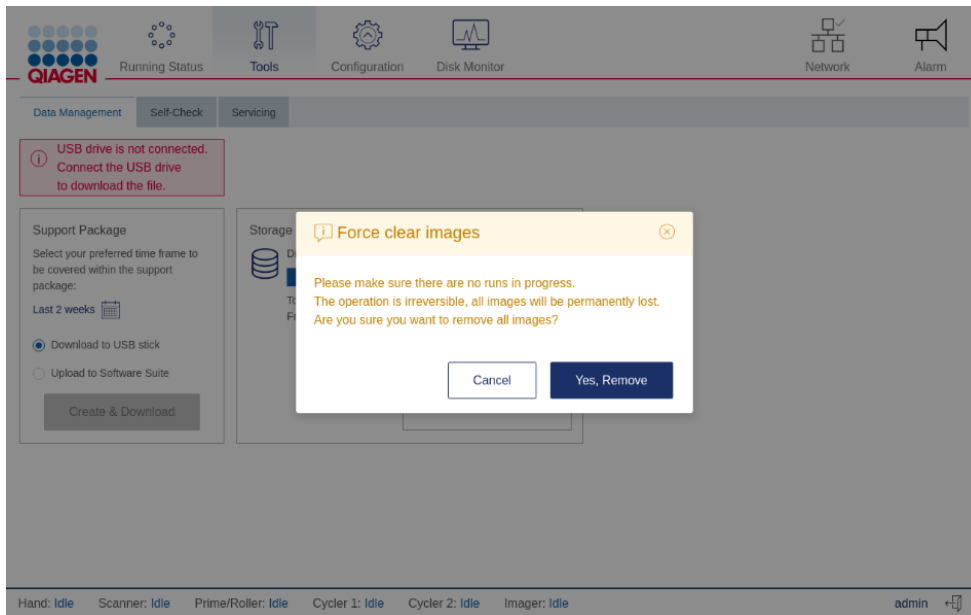 QIAGEN
Running Status
Tools
Configuration
Disk Monitor
Network
Alarm
Data Management
Self-Check
Servicing
USB drive is not connected.
Connect the USB drive
to download the file.
Support Package
Select your preferred time frame to
be covered within the support
package:
Last 2 weeks
Download to USB stick
Upload to Software Suite
Create & Download
Storage
Force clear images
Please make sure there are no runs in progress.
The operation is irreversible, all images will be permanently lost.
Are you sure you want to remove all images?
Cancel
Yes, Remove
Hand: Idle
Scanner: Idle
Prime/Roller: Idle
Cycler 1: Idle
Cycler 2: Idle
Imager: Idle
admin